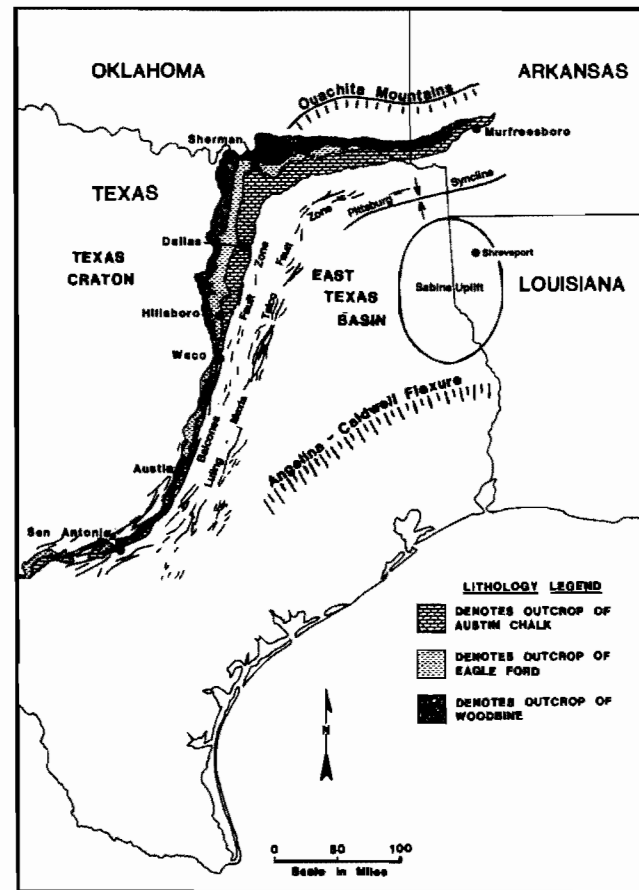 OKLAHOMA
ARKANSAS
Ouachita Mountains
Sherman
Murfreesboro
TEXAS
Pittsburg Syncline
Dallas
TEXAS
CRATON
Shreveport
EAST
TEXAS
BASIN
Sabine Uplift
LOUISIANA
Hillsboro
Waco
Balcones Fault Zone
Luling Mexia Talco Fault Zone
Angelina - Caldwell Flexure
Austin
San Antonio
LITHOLOGY LEGEND
DENOTES OUTCROP OF
AUSTIN CHALK
DENOTES OUTCROP OF
EAGLE FORD
DENOTES OUTCROP OF
WOODBINE
N
0 50 100
Scale in Miles